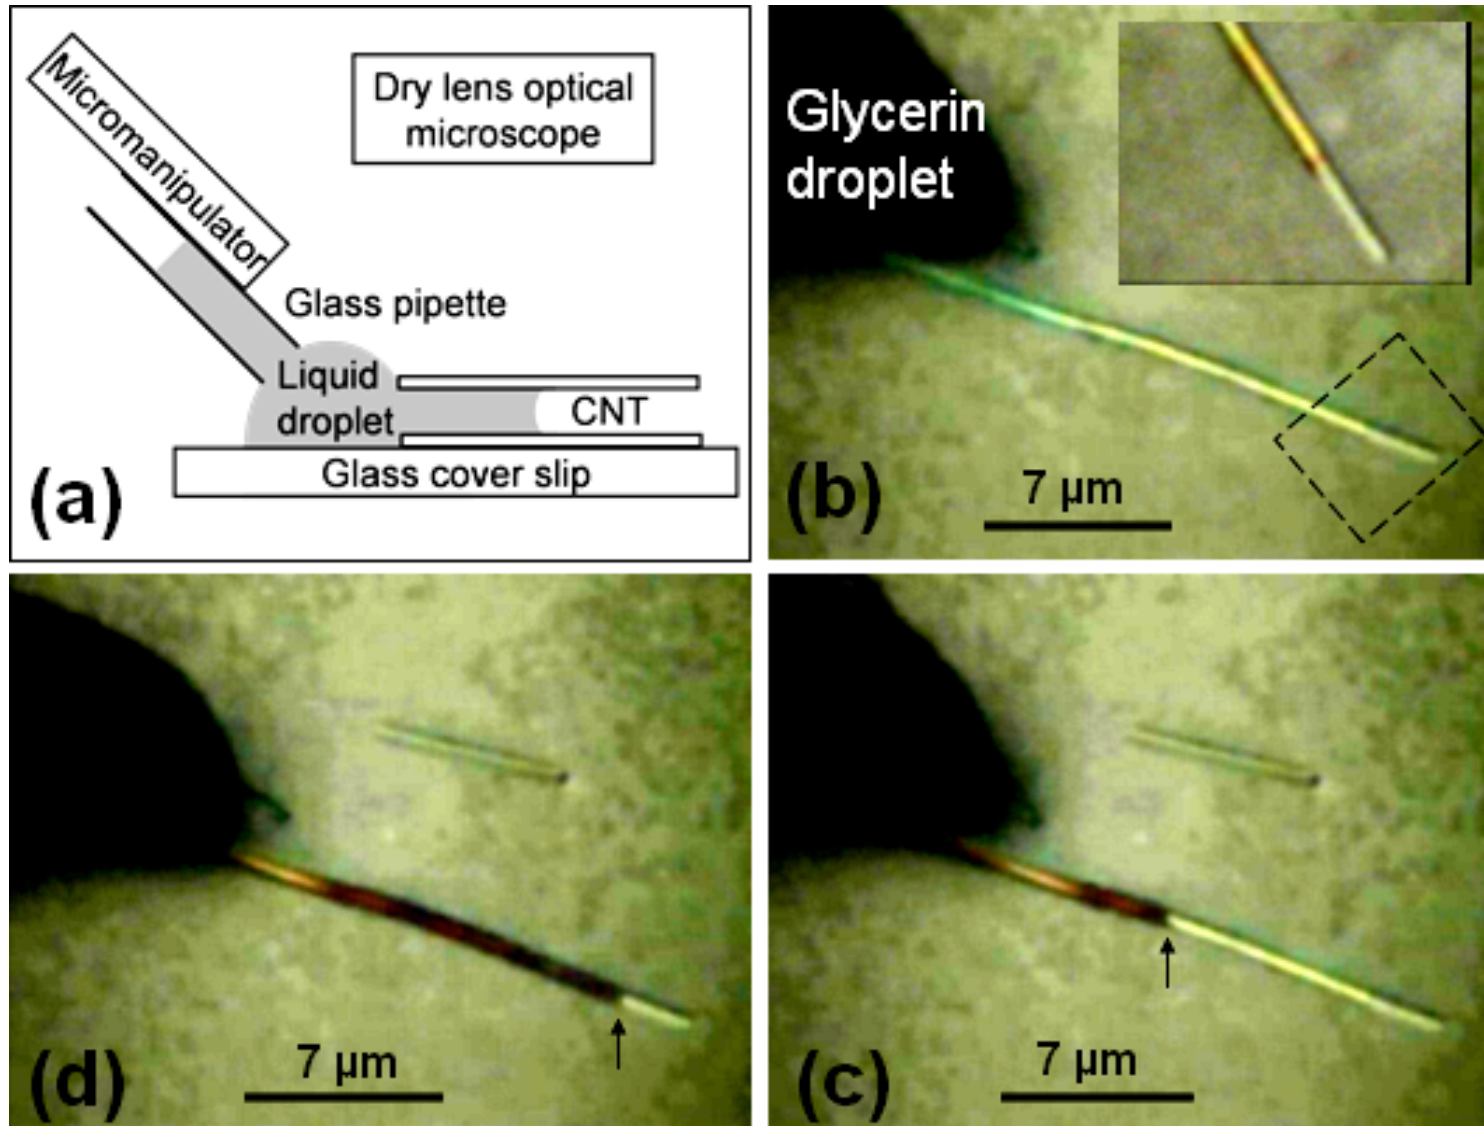 Micromanipulator
Dry lens optical
microscope
Glass pipette
Liquid
droplet
CNT
Glass cover slip
(a)
Glycerin
droplet
7 µm
(b)
7 µm
(d)
7 µm
(c)